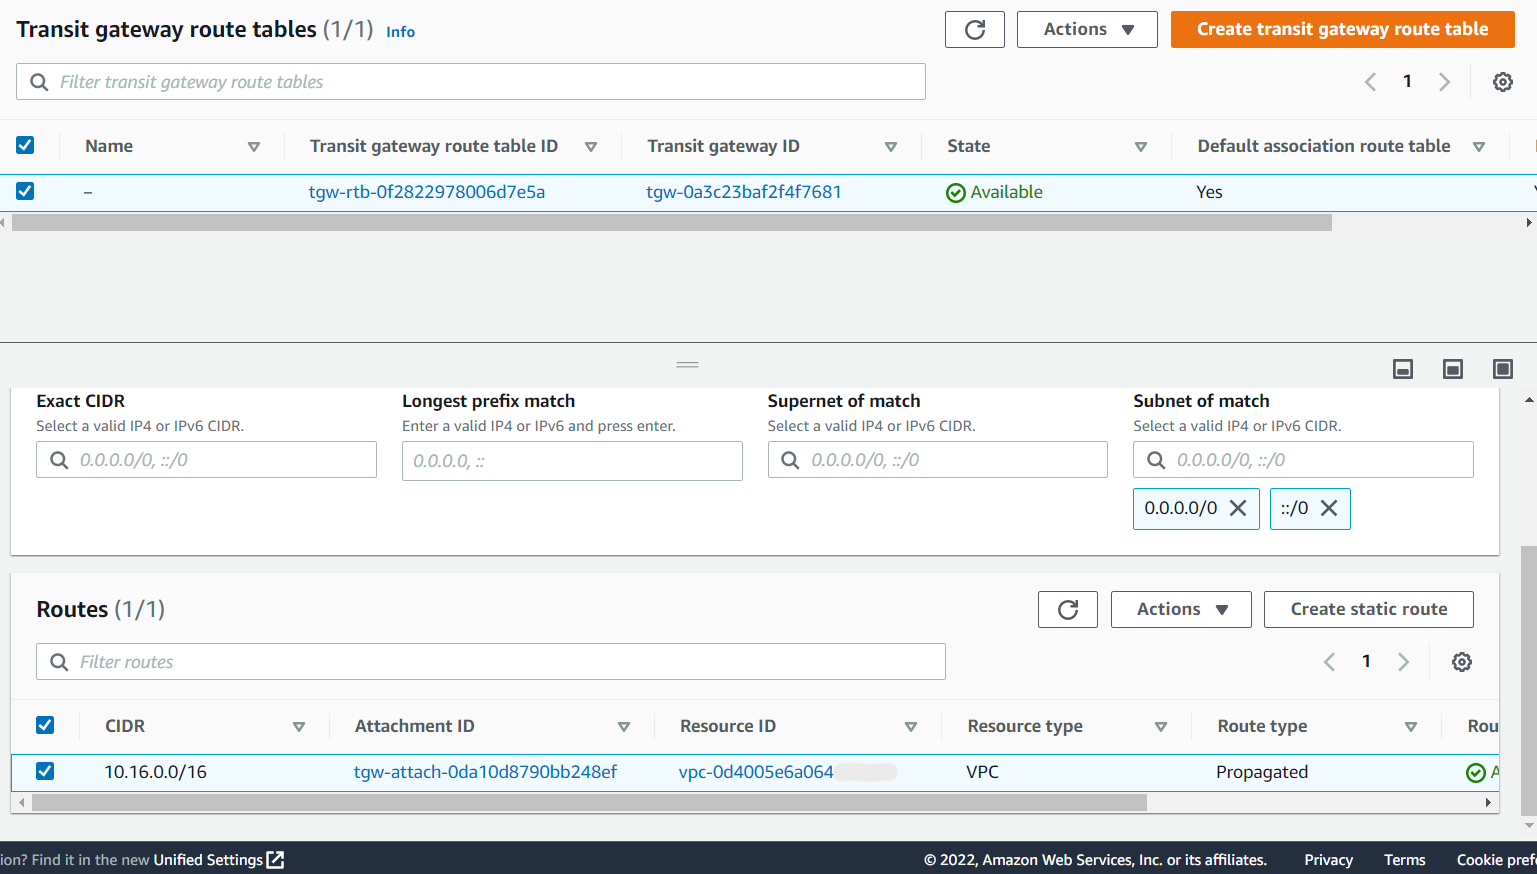 Transit gateway route tables (1/1) Info
Actions
Create transit gateway route table
Filter transit gateway route tables
1
Name
Transit gateway route table ID
Transit gateway ID
State
Default association route table
–
tgw-rtb-0f2822978006d7e5a
tgw-0a3c23baf2f4f7681
Available
Yes
Exact CIDR
Longest prefix match
Supernet of match
Subnet of match
Select a valid IP4 or IPv6 CIDR.
Enter a valid IP4 or IPv6 and press enter.
Select a valid IP4 or IPv6 CIDR.
Select a valid IP4 or IPv6 CIDR.
0.0.0.0/0, ::/0
0.0.0.0, ::
0.0.0.0/0, ::/0
0.0.0.0/0, ::/0
0.0.0.0/0
::/0
Routes (1/1)
Actions
Create static route
Filter routes
1
CIDR
Attachment ID
Resource ID
Resource type
Route type
Rou
10.16.0.0/16
tgw-attach-0da10d8790bb248ef
vpc-0d4005e6a064
VPC
Propagated
A
ion? Find it in the new Unified Settings
© 2022, Amazon Web Services, Inc. or its affiliates.
Privacy
Terms
Cookie pref